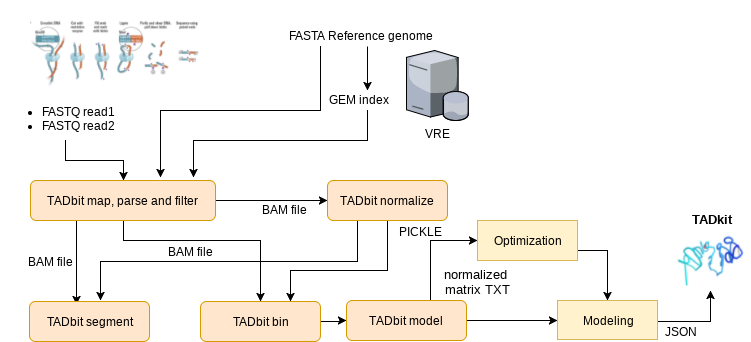 FASTA Reference genome
GEM index
VRE
• FASTQ read1
• FASTQ read2
TADbit map, parse and filter
BAM file
TADbit normalize
TADkit
PICKLE
Optimization
BAM file
BAM file
normalized
matrix TXT
TADbit segment
TADbit bin
TADbit model
Modeling
JSON